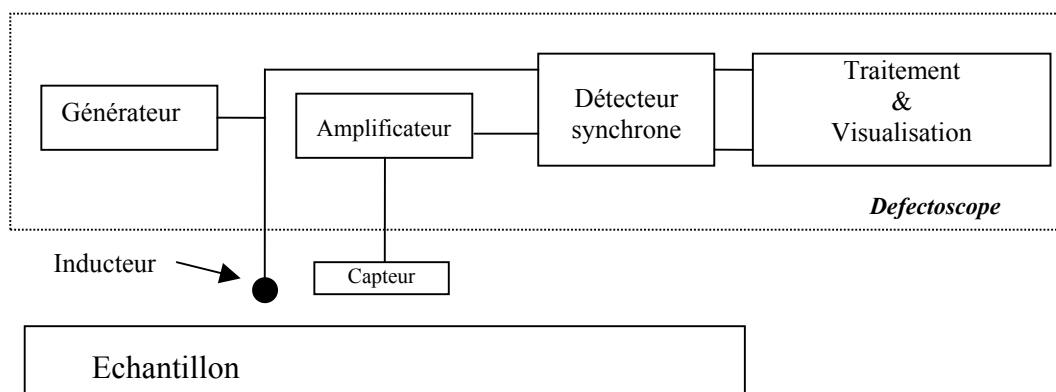 Générateur
Amplificateur
Détecteur
synchrone
Traitement
&
Visualisation
Defectoscope
Inducteur
Capteur
Echantillon